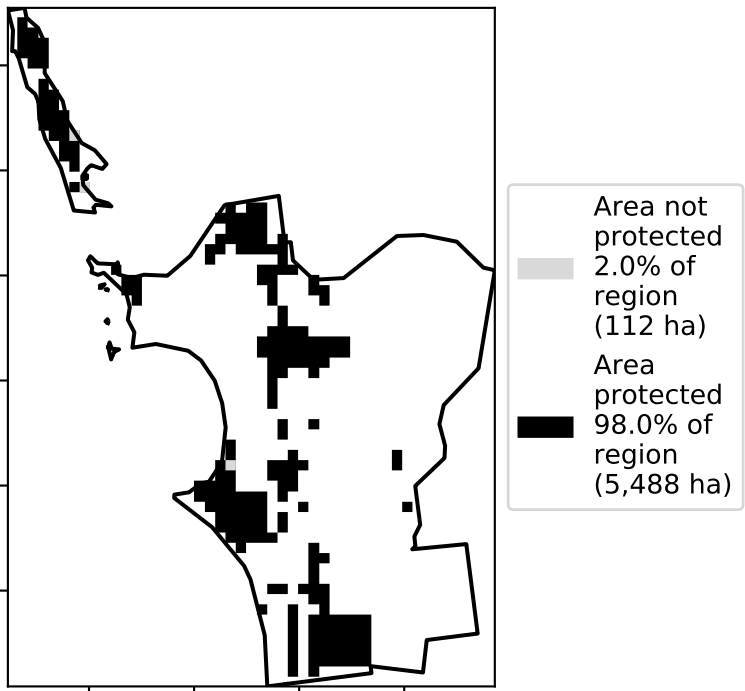 Area not
protected
2.0% of
region
(112 ha)
Area
protected
98.0% of
region
(5,488 ha)